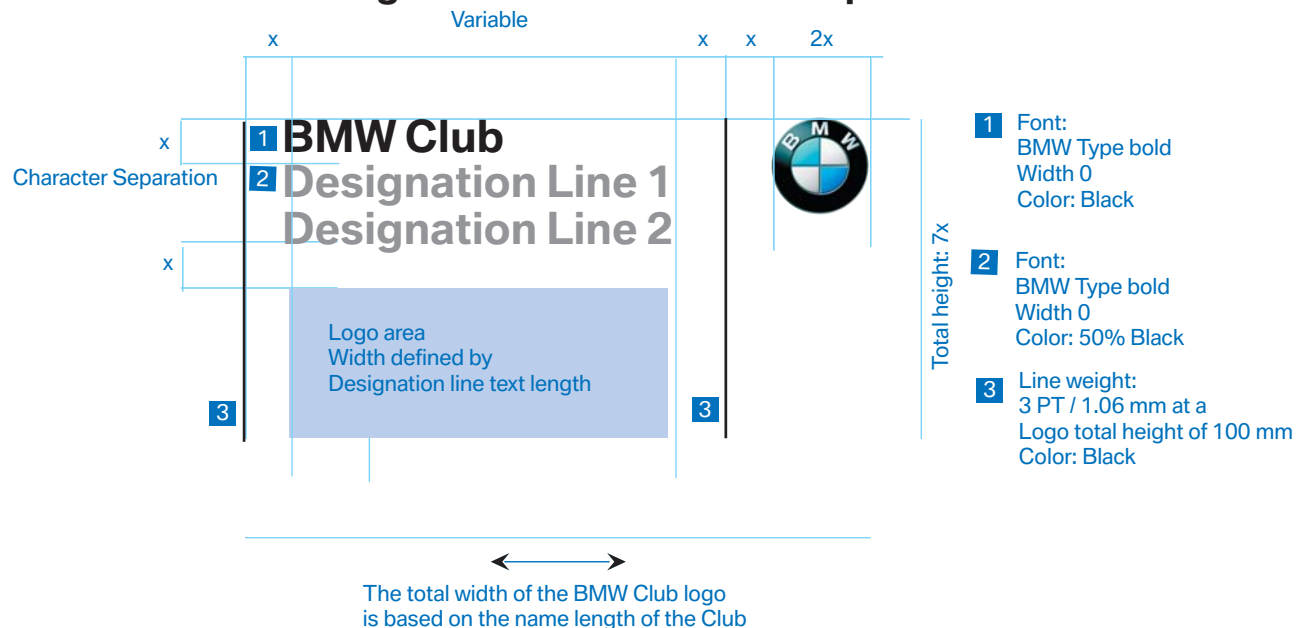 Variable
x
x
x
2x
x
Character Separation
x
1 BMW Club
2 Designation Line 1
Designation Line 2
Logo area
Width defined by
Designation line text length
3
3
BMW
Total height: 7x
1 Font:
BMW Type bold
Width 0
Color: Black
2 Font:
BMW Type bold
Width 0
Color: 50% Black
3 Line weight:
3 PT / 1.06 mm at a
Logo total height of 100 mm
Color: Black
The total width of the BMW Club logo
is based on the name length of the Club